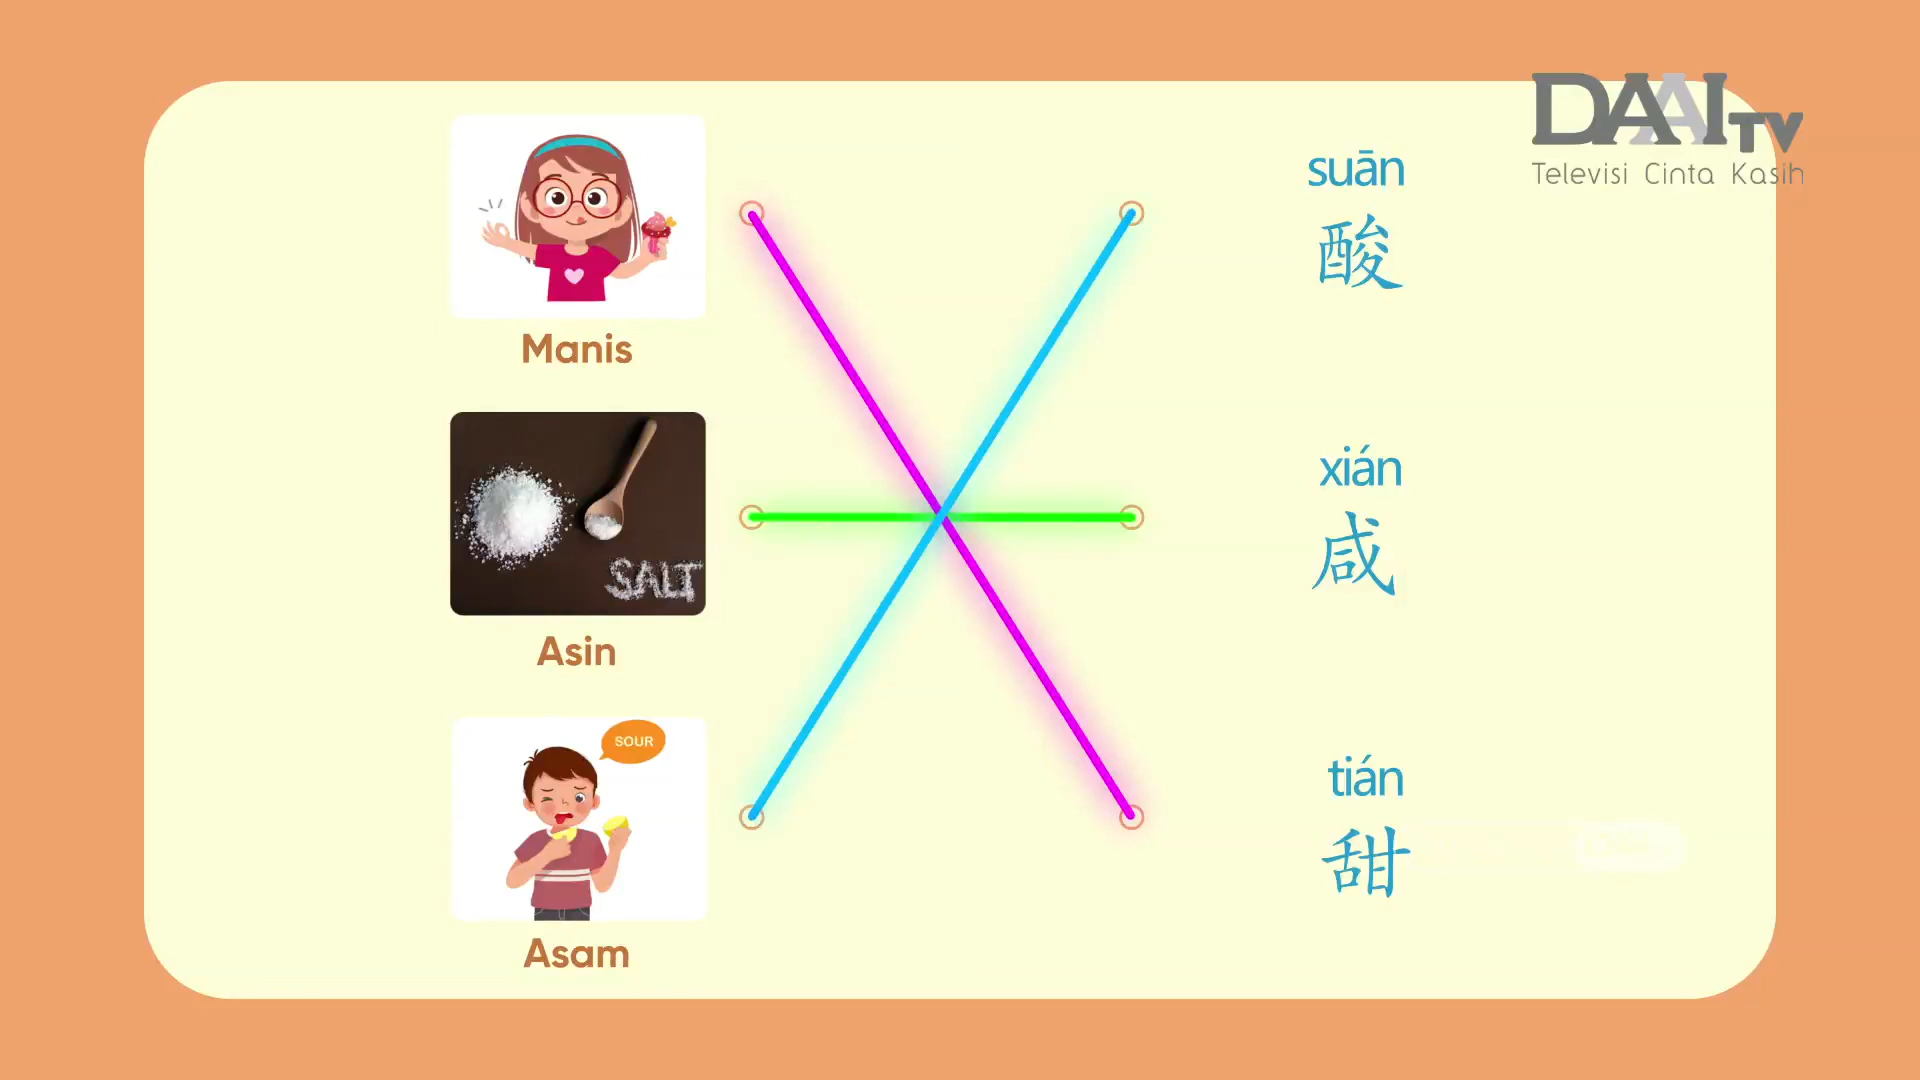 DAAI TV
Televisi Cinta Kasih
suān
酸
Manis
xián
咸
SALT
Asin
SOUR
tián
甜
Asam